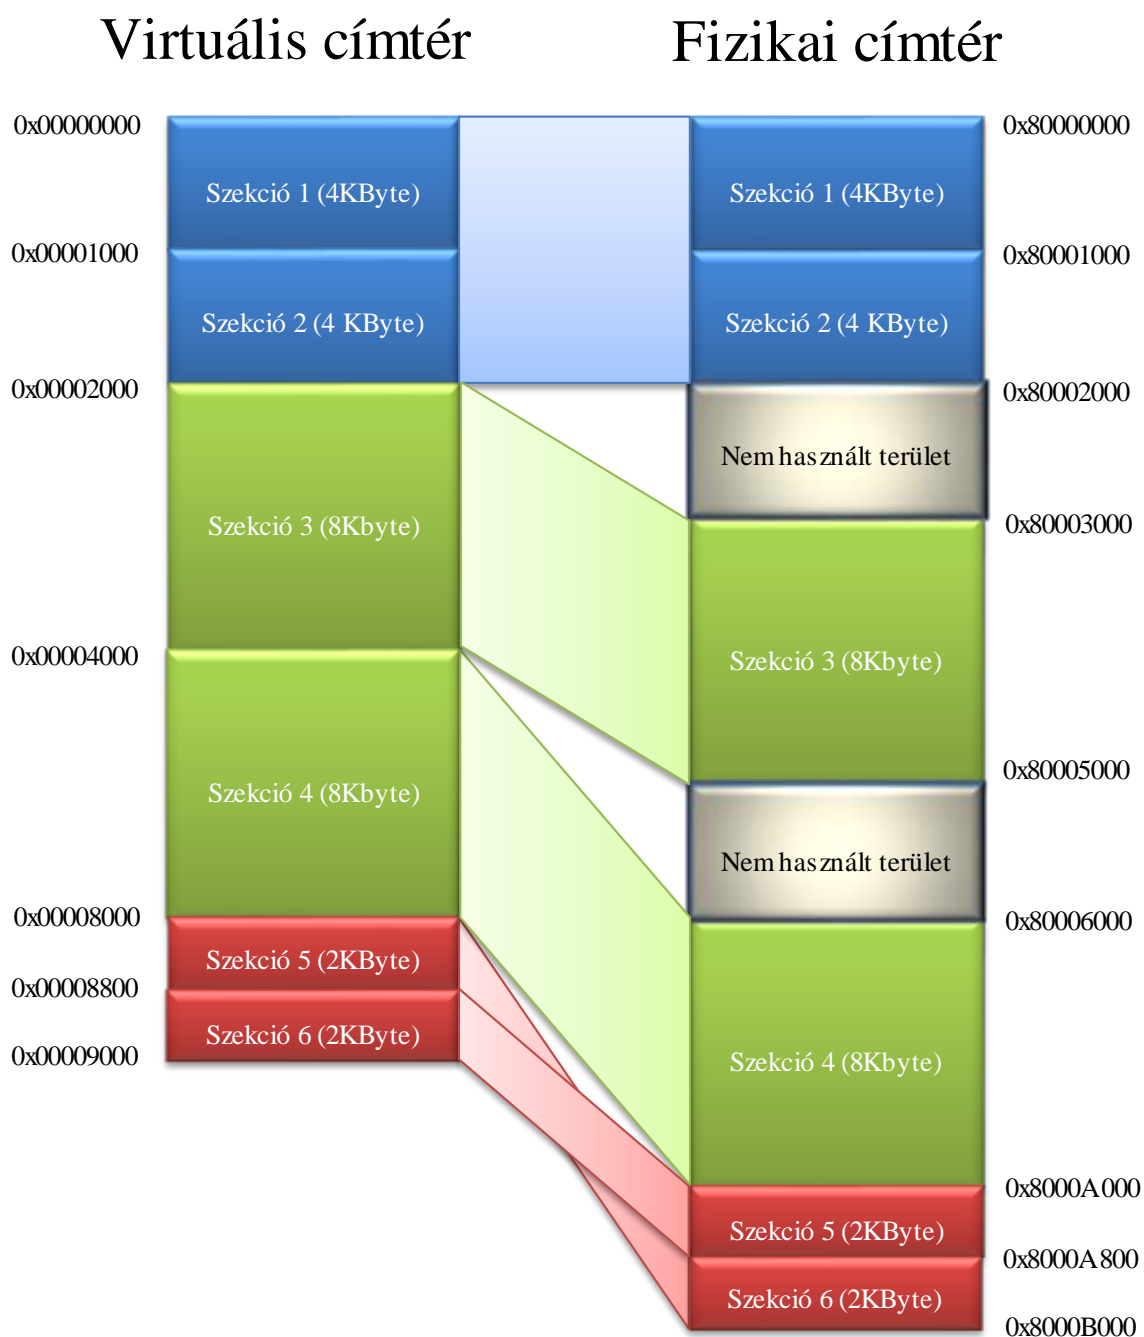 Virtuális címtér
Fizikai címtér
0x00000000
Szekció 1 (4KByte)
0x00001000
Szekció 2 (4 KByte)
0x00002000
Szekció 3 (8Kbyte)
0x00004000
Szekció 4 (8Kbyte)
0x00008000
Szekció 5 (2KByte)
0x00008800
Szekció 6 (2KByte)
0x00009000
0x80000000
Szekció 1 (4KByte)
0x80001000
Szekció 2 (4 KByte)
0x80002000
Nem használt terület
0x80003000
Szekció 3 (8Kbyte)
0x80005000
Nem használt terület
0x80006000
Szekció 4 (8Kbyte)
0x8000A000
Szekció 5 (2KByte)
0x8000A800
Szekció 6 (2KByte)
0x8000B000